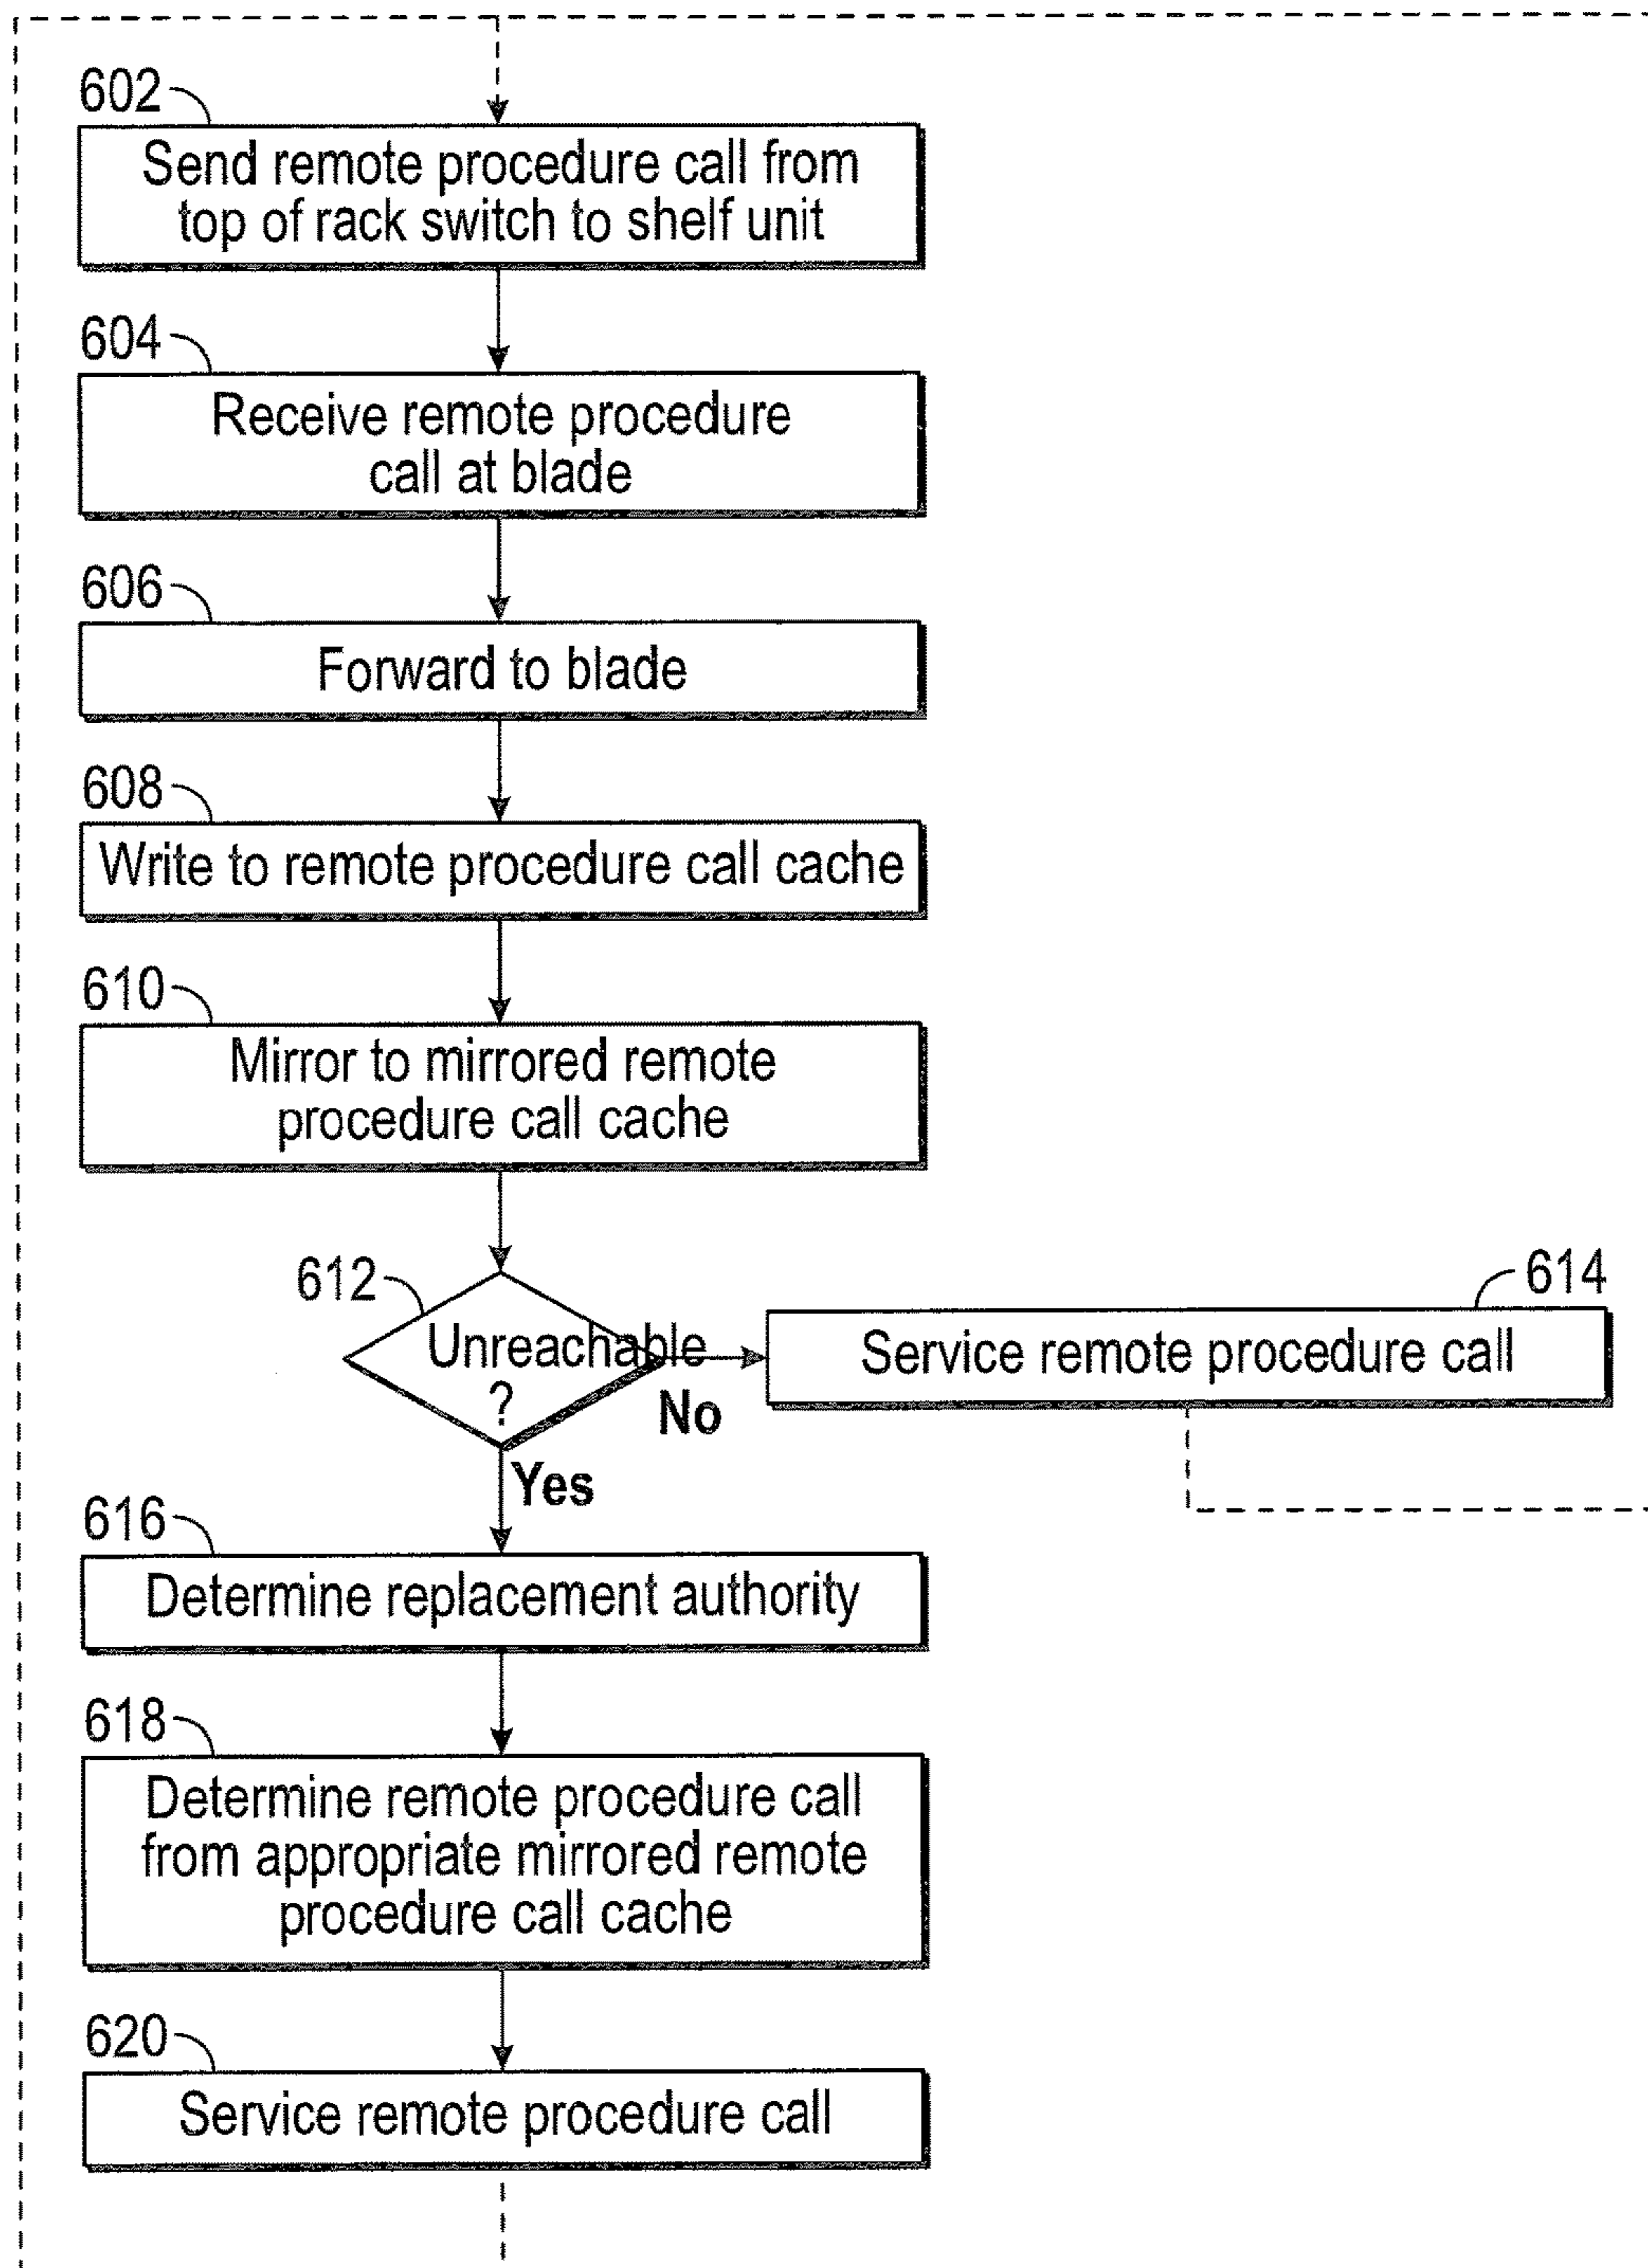 602
Send remote procedure call from
top of rack switch to shelf unit
604
Receive remote procedure
call at blade
606
Forward to blade
608
Write to remote procedure call cache
610
Mirror to mirrored remote
procedure call cache
612
Unreachable
?
No
614
Service remote procedure call
Yes
616
Determine replacement authority
618
Determine remote procedure call
from appropriate mirrored remote
procedure call cache
620
Service remote procedure call